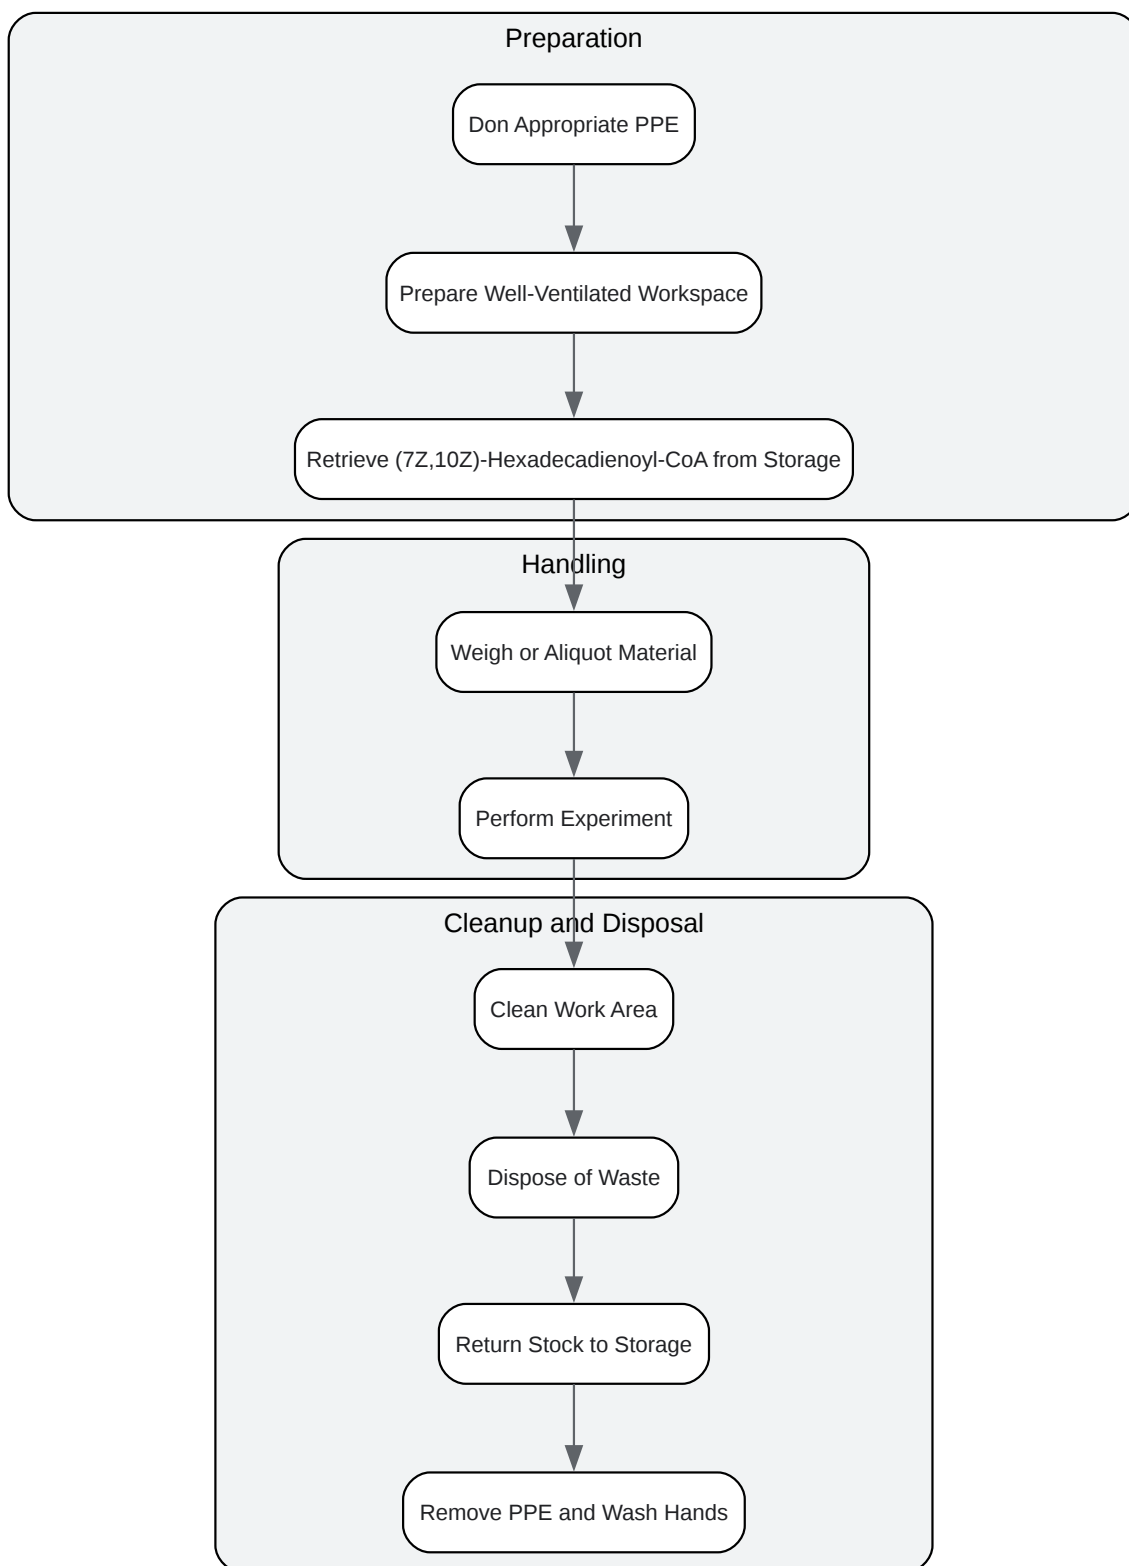 Preparation
Don Appropriate PPE
Prepare Well-Ventilated Workspace
Retrieve (7Z,10Z)-Hexadecadienoyl-CoA from Storage
Handling
Weigh or Aliquot Material
Perform Experiment
Cleanup and Disposal
Clean Work Area
Dispose of Waste
Return Stock to Storage
Remove PPE and Wash Hands